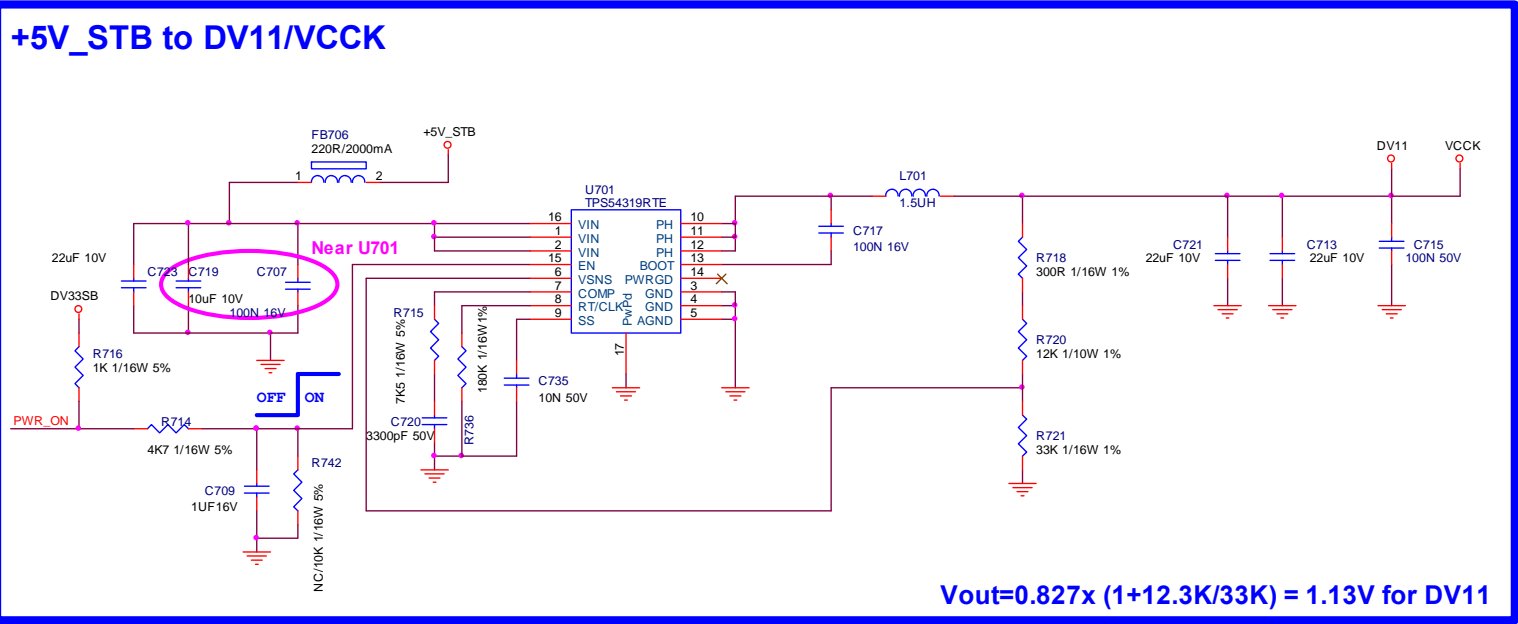 +5V_STB to DV11/VCCK
FB706
220R/2000mA
1
2
+5V_STB
U701
TPS54319RTE
16
1
2
15
6
7
8
9
VIN
VIN
VIN
EN
VSNS
COMP
RT/CLK
SS
PwPd
17
PH
PH
PH
BOOT
PWRGD
GND
GND
AGND
10
11
12
13
14
3
4
5
L701
1.5UH
DV11
VCCK
C717
100N 16V
R718
300R 1/16W 1%
R720
12K 1/10W 1%
R721
33K 1/16W 1%
C721
22uF 10V
C713
22uF 10V
C715
100N 50V
Near U701
22uF 10V
C723
C719
10uF 10V
C707
100N 16V
DV33SB
R716
1K 1/16W 5%
OFF
ON
PWR_ON
R714
4K7 1/16W 5%
C709
1UF16V
R742
NC/10K 1/16W 5%
R715
7K5 1/16W 5%
C720
3300pF 50V
180K 1/16W1%
R736
C735
10N 50V
Vout=0.827x (1+12.3K/33K) = 1.13V for DV11